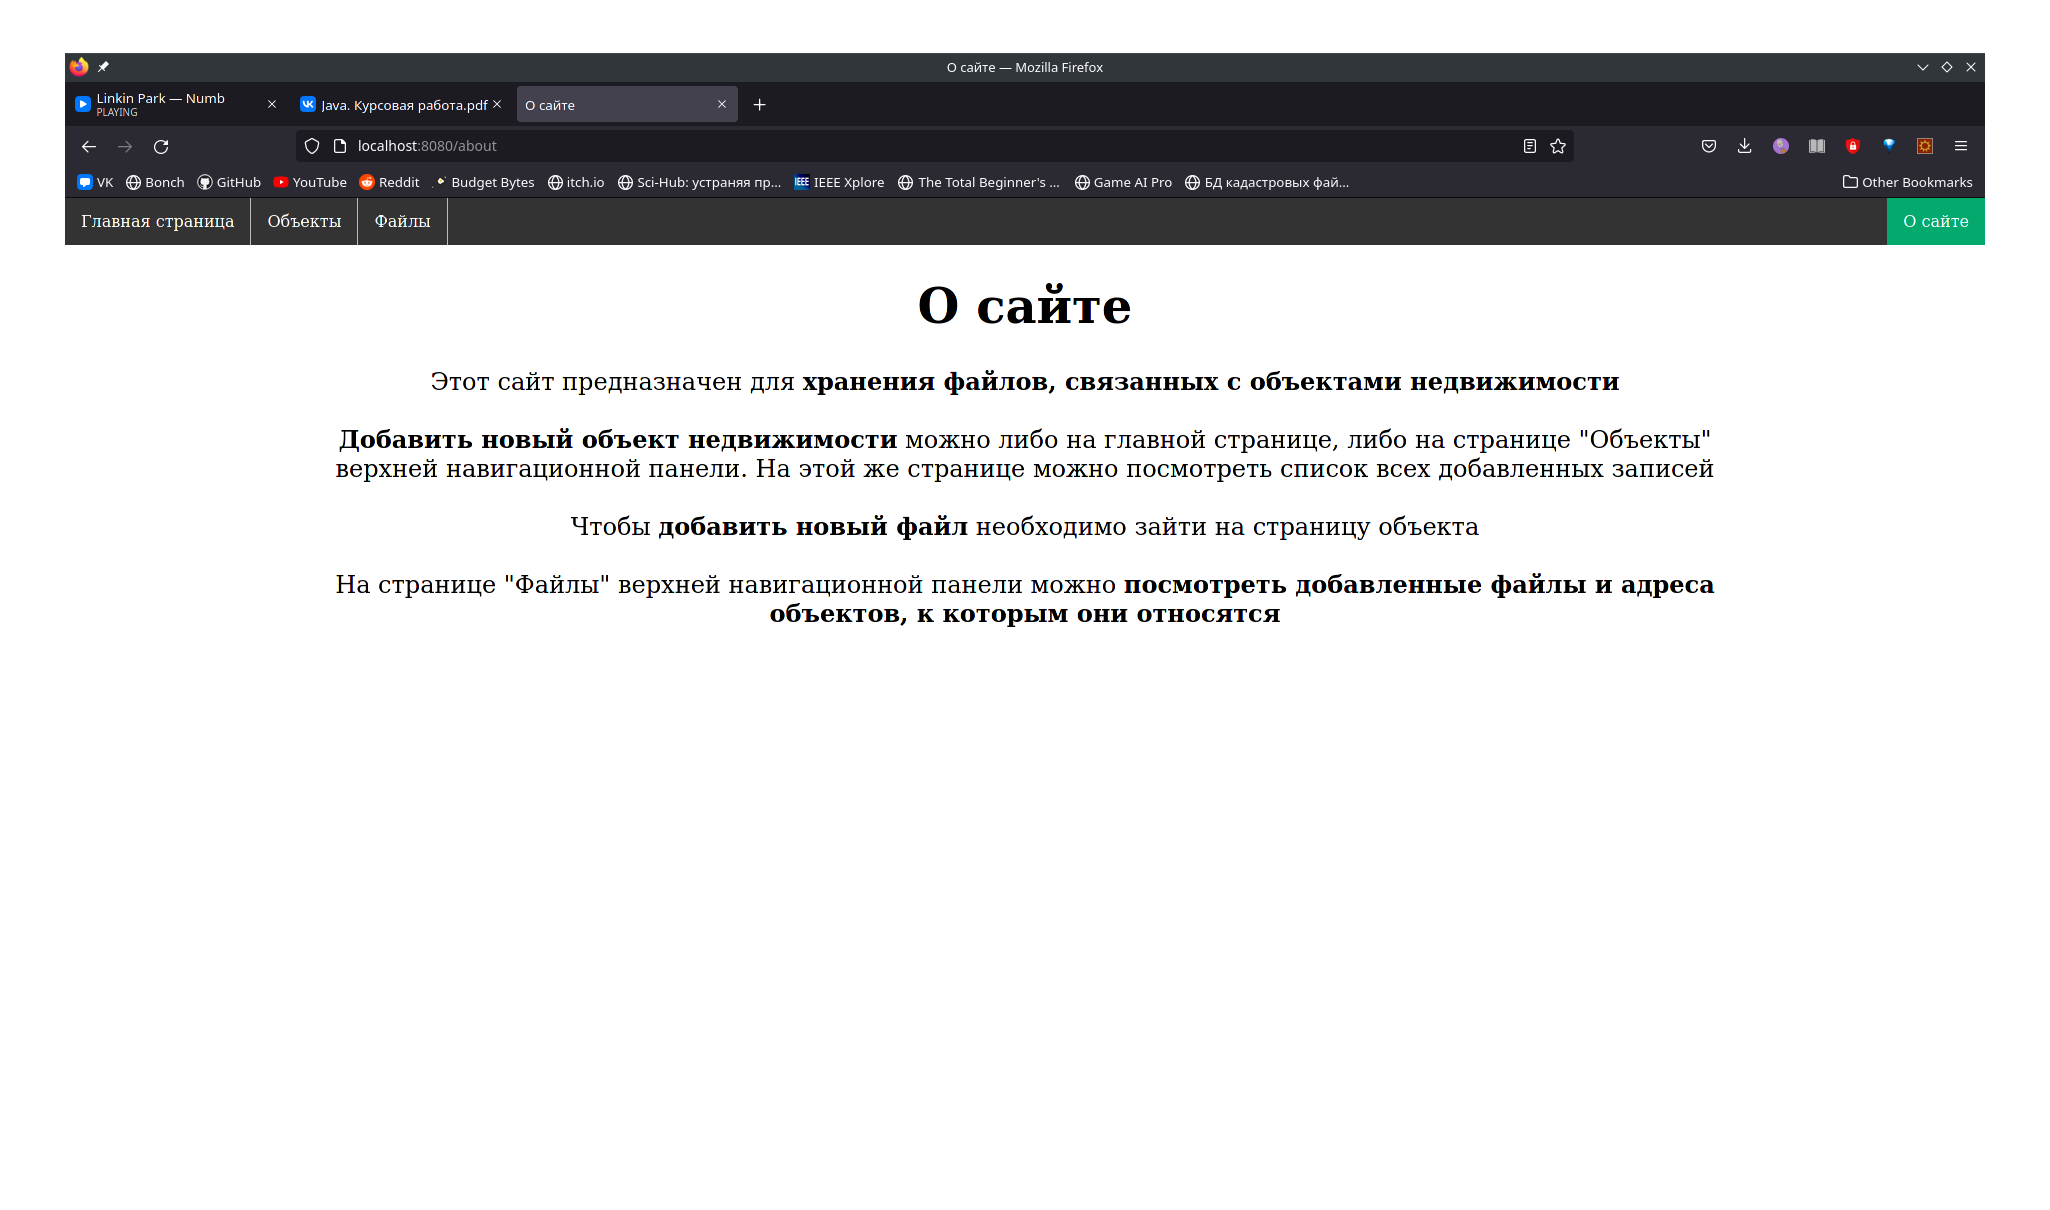 О сайте — Mozilla Firefox
Linkin Park — Numb
PLAYING
Java. Курсовая работа.pdf
О сайте
localhost:8080/about
VK Bonch GitHub YouTube Reddit Budget Bytes itch.io Sci-Hub: устраняя пр... IEEE Xplore The Total Beginner's ... Game AI Pro БД кадастровых фай... Other Bookmarks
Главная страница Объекты Файлы О сайте
О сайте
Этот сайт предназначен для хранения файлов, связанных с объектами недвижимости
Добавить новый объект недвижимости можно либо на главной странице, либо на странице "Объекты"
верхней навигационной панели. На этой же странице можно посмотреть список всех добавленных записей
Чтобы добавить новый файл необходимо зайти на страницу объекта
На странице "Файлы" верхней навигационной панели можно посмотреть добавленные файлы и адреса
объектов, к которым они относятся